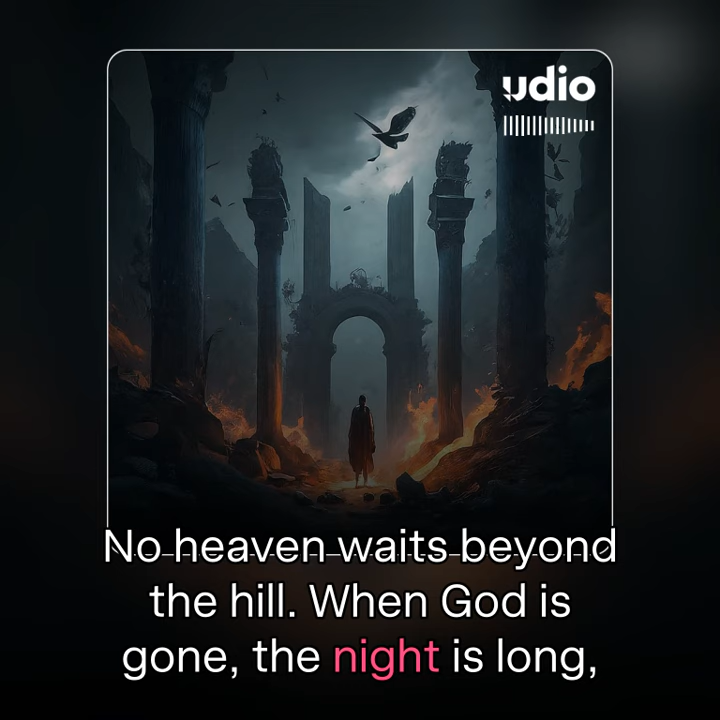 udio
No heaven waits beyond
the hill. When God is
gone, the night is long,